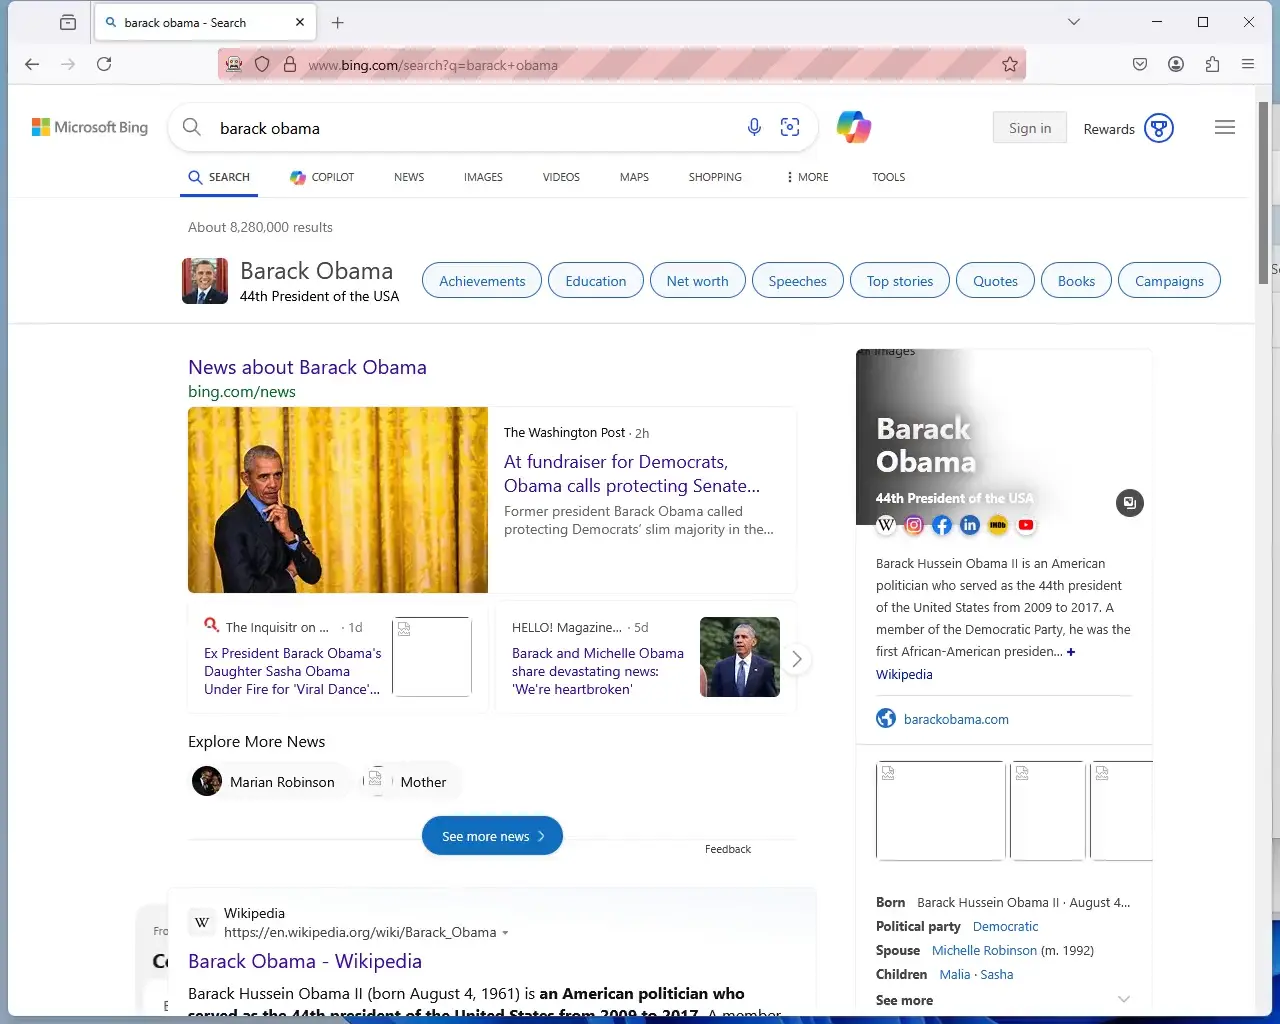 barack obama - Search
www.bing.com/search?q=barack+obama
Microsoft Bing
barack obama
Sign in
Rewards
SEARCH
COPILOT
NEWS
IMAGES
VIDEOS
MAPS
SHOPPING
MORE
TOOLS
About 8,280,000 results
Barack Obama
44th President of the USA
Achievements
Education
Net worth
Speeches
Top stories
Quotes
Books
Campaigns
News about Barack Obama
bing.com/news
The Washington Post · 2h
At fundraiser for Democrats,
Obama calls protecting Senate...
Former president Barack Obama called
protecting Democrats' slim majority in the...
The Inquisitr on ... · 1d
Ex President Barack Obama's
Daughter Sasha Obama
Under Fire for 'Viral Dance'...
HELLO! Magazine... · 5d
Barack and Michelle Obama
share devastating news:
'We're heartbroken'
Explore More News
Marian Robinson
Mother
See more news
Feedback
W
Wikipedia
https://en.wikipedia.org/wiki/Barack_Obama
Barack Obama - Wikipedia
Barack Hussein Obama II (born August 4, 1961) is an American politician who
served as the 44th president of the United States from 2009 to 2017. A member
Images
Barack
Obama
44th President of the USA
W
IMDb
Barack Hussein Obama II is an American
politician who served as the 44th president
of the United States from 2009 to 2017. A
member of the Democratic Party, he was the
first African-American presiden... +
Wikipedia
barackobama.com
Born Barack Hussein Obama II · August 4...
Political party Democratic
Spouse Michelle Robinson (m. 1992)
Children Malia · Sasha
See more